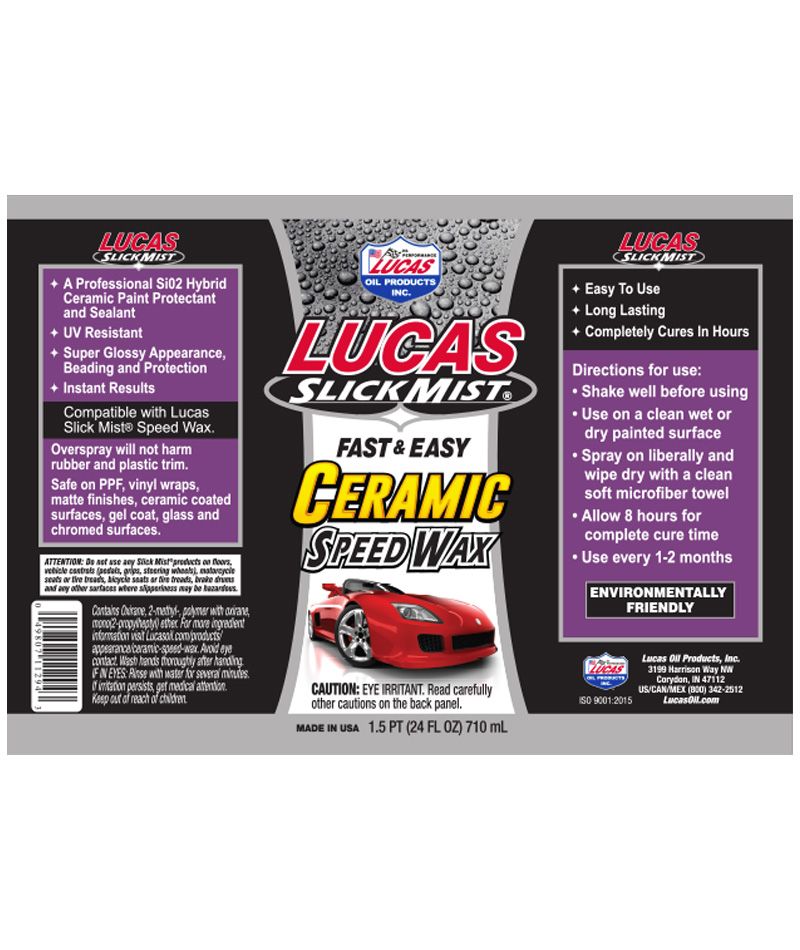 LUCAS
SLICKMIST
✦ A Professional Si02 Hybrid
Ceramic Paint Protectant
and Sealant
✦ UV Resistant
✦ Super Glossy Appearance,
Beading and Protection
✦ Instant Results
Compatible with Lucas
Slick Mist® Speed Wax.
Overspray will not harm
rubber and plastic trim.
Safe on PPF, vinyl wraps,
matte finishes, ceramic coated
surfaces, gel coat, glass and
chromed surfaces.
ATTENTION: Do not use any Slick Mist® products on floors,
vehicle controls (pedals, grips, steering wheels), motorcycle
seats or tire treads, bicycle seats or tire treads, brake drums
and any other surfaces where slipperiness may be hazardous.
0 49807 11294 3
Contains Oxirane, 2-methyl-, polymer with oxirane,
mono(2-propylheptyl) ether. For more ingredient
information visit Lucasoil.com/products/
appearance/ceramic-speed-wax. Avoid eye
contact. Wash hands thoroughly after handling.
IF IN EYES: Rinse with water for several minutes.
If irritation persists, get medical attention.
Keep out of reach of children.
HIGH PERFORMANCE
LUCAS
OIL PRODUCTS
INC.
LUCAS
SLICKMIST®
FAST & EASY
CERAMIC
SPEED WAX
CAUTION: EYE IRRITANT. Read carefully
other cautions on the back panel.
MADE IN USA 1.5 PT (24 FL OZ) 710 mL
LUCAS
SLICKMIST
✦ Easy To Use
✦ Long Lasting
✦ Completely Cures In Hours
Directions for use:
• Shake well before using
• Use on a clean wet or
dry painted surface
• Spray on liberally and
wipe dry with a clean
soft microfiber towel
• Allow 8 hours for
complete cure time
• Use every 1-2 months
ENVIRONMENTALLY
FRIENDLY
LUCAS
OIL PRODUCTS
INC.
ISO 9001:2015
Lucas Oil Products, Inc.
3199 Harrison Way NW
Corydon, IN 47112
US/CAN/MEX (800) 342-2512
LucasOil.com